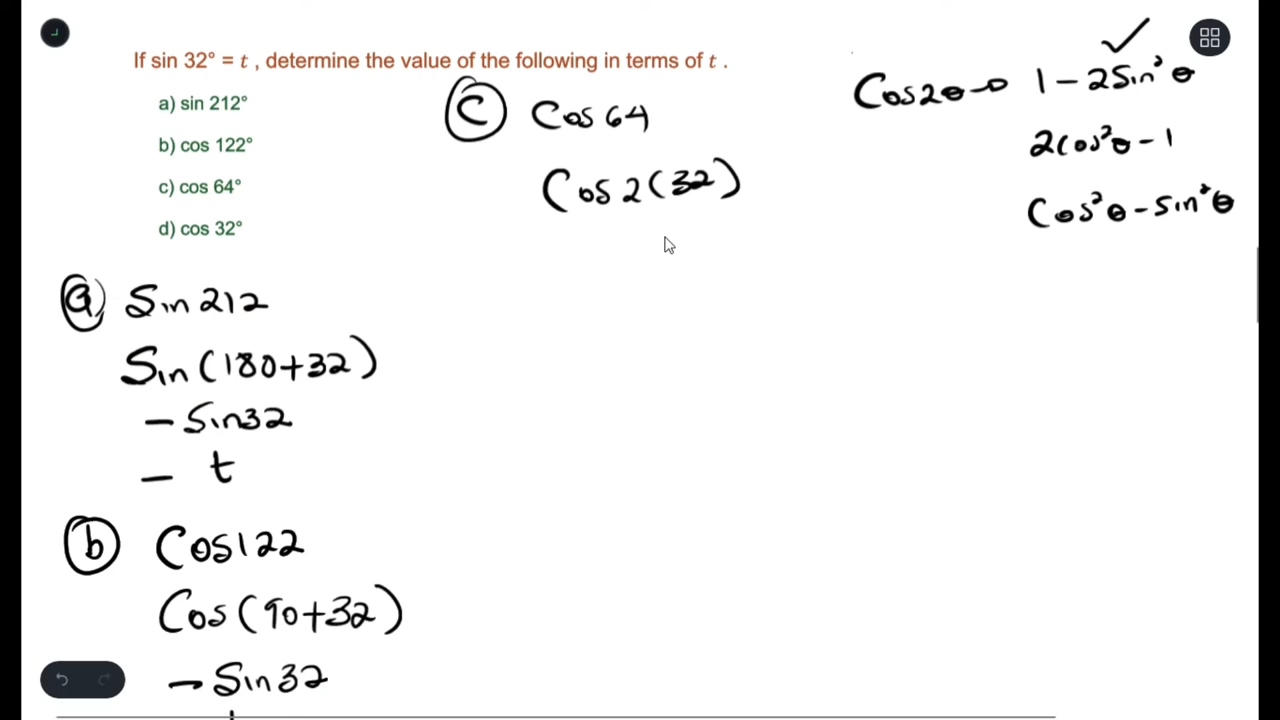 If sin 32° = t , determine the value of the following in terms of t .
a) sin 212°
b) cos 122°
c) cos 64°
d) cos 32°
C Cos 64
Cos 2(32)
Cos2θ → 1 - 2Sin²θ
2Cos²θ - 1
Cos²θ - Sin²θ
a) Sin 212
Sin (180+32)
- Sin32
- t
b Cos122
Cos (90+32)
- Sin32